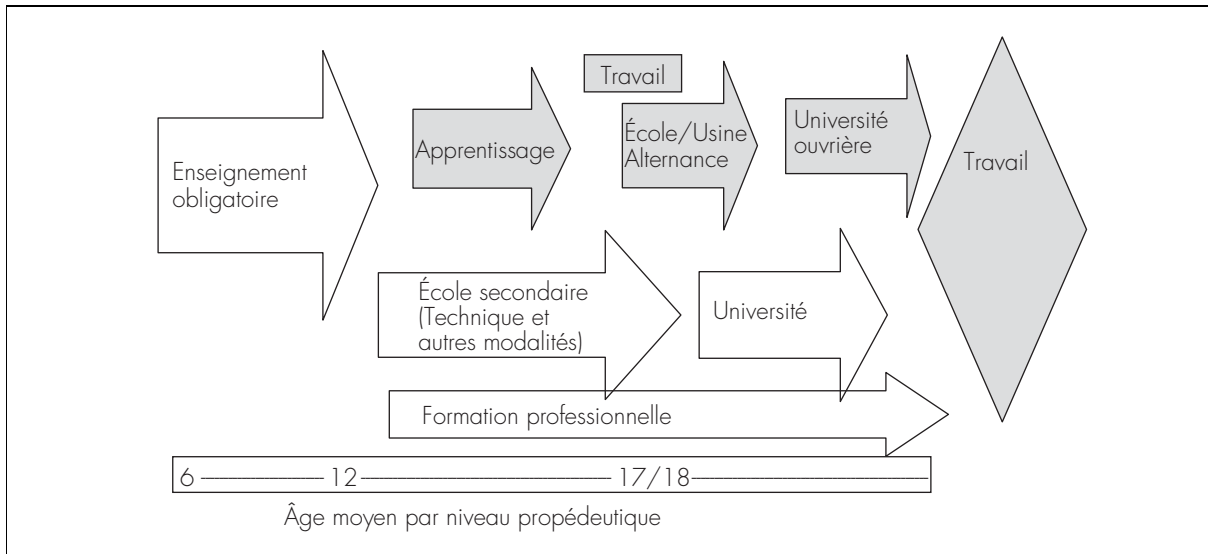 Travail
Enseignement
obligatoire
Apprentissage
École/Usine
Alternance
Université
ouvrière
Travail
École secondaire
(Technique et
autres modalités)
Université
Formation professionnelle
6 12 17/18
Âge moyen par niveau propédeutique